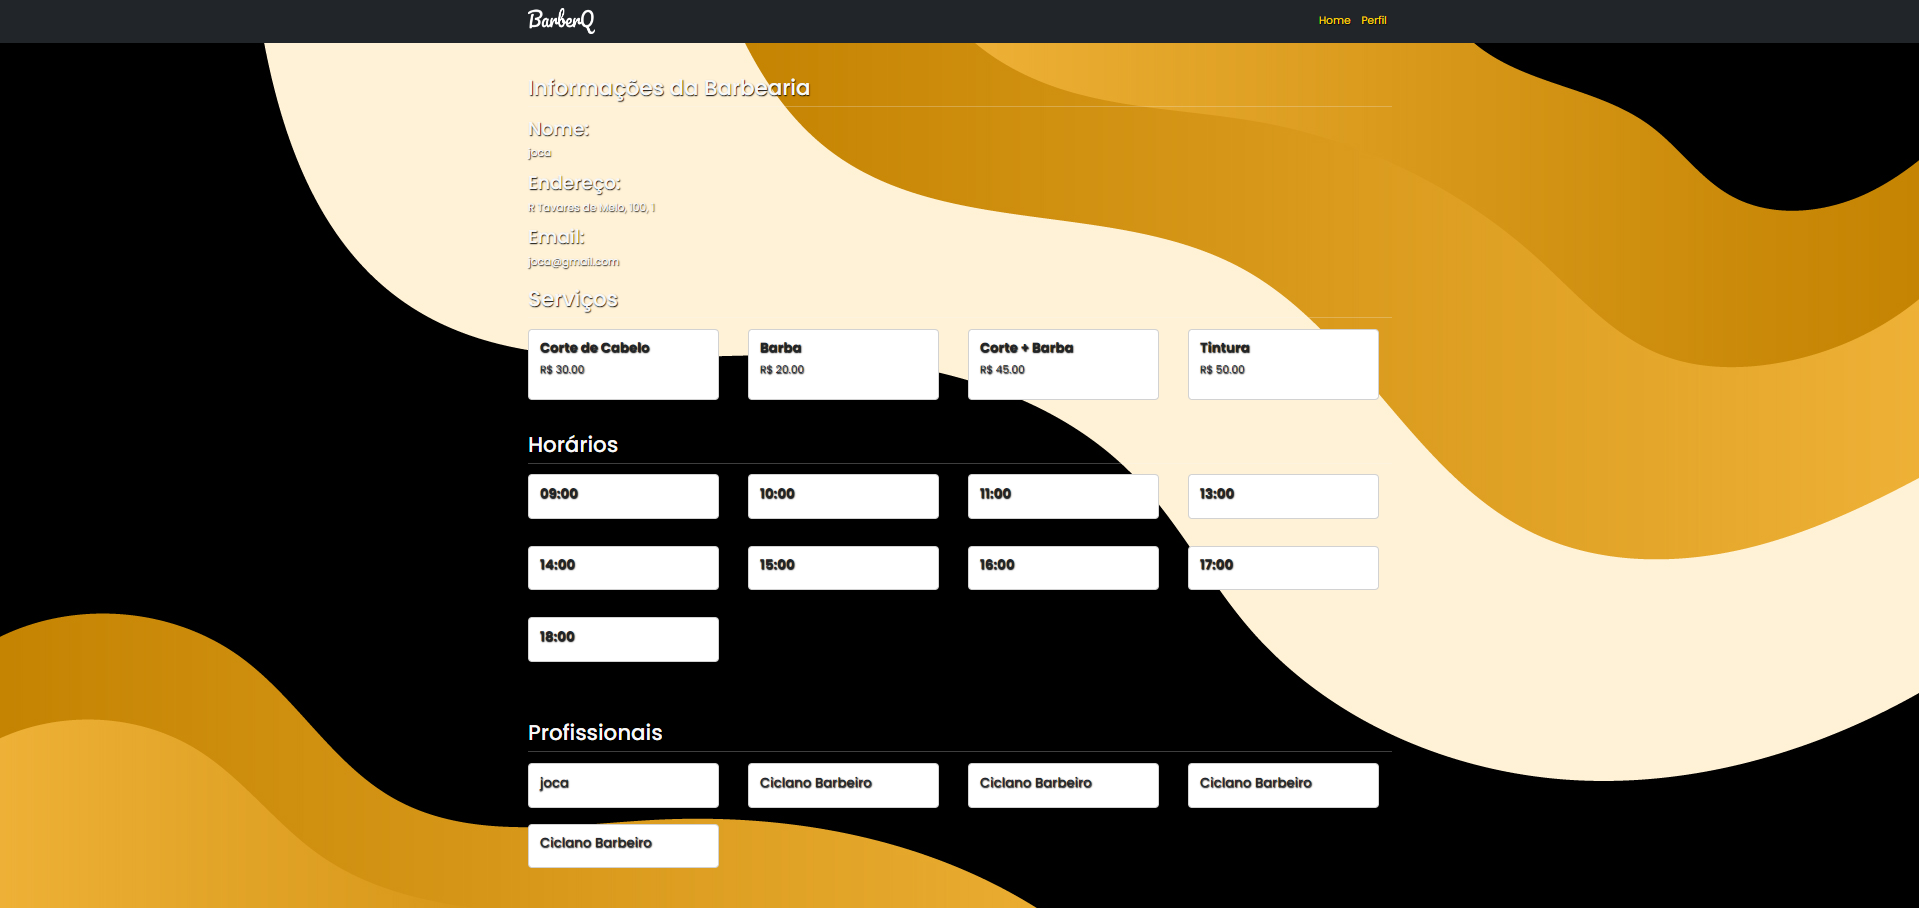 BarberQ
Home Perfil
Informações da Barbearia
Nome:
joca
Endereço:
R Tavares de Melo, 100, 1
Email:
joca@gmail.com
Serviços
Corte de Cabelo Barba Corte + Barba Tintura
R$ 30.00 R$ 20.00 R$ 45.00 R$ 50.00
Horários
09:00 10:00 11:00 13:00
14:00 15:00 16:00 17:00
18:00
Profissionais
joca Ciclano Barbeiro Ciclano Barbeiro Ciclano Barbeiro
Ciclano Barbeiro